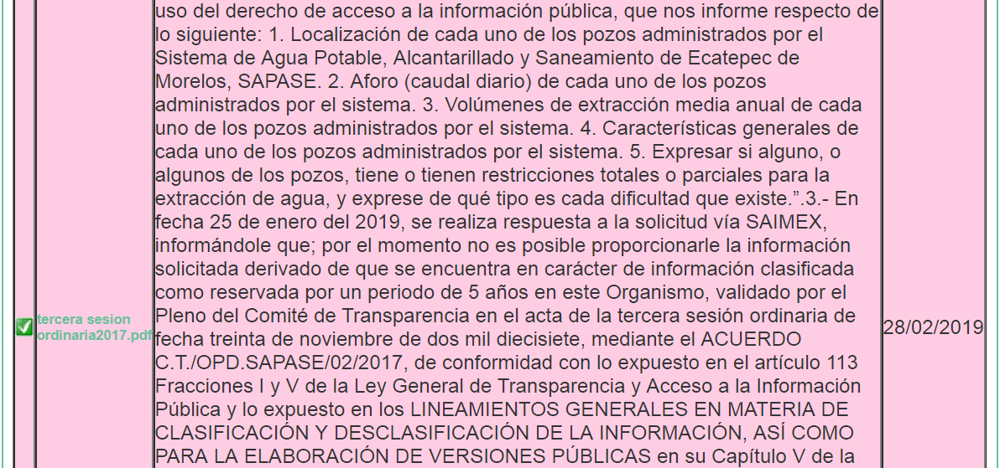 uso del derecho de acceso a la información pública, que nos informe respecto de
lo siguiente: 1. Localización de cada uno de los pozos administrados por el
Sistema de Agua Potable, Alcantarillado y Saneamiento de Ecatepec de
Morelos, SAPASE. 2. Aforo (caudal diario) de cada uno de los pozos
administrados por el sistema. 3. Volúmenes de extracción media anual de cada
uno de los pozos administrados por el sistema. 4. Características generales de
cada uno de los pozos administrados por el sistema. 5. Expresar si alguno, o
algunos de los pozos, tiene o tienen restricciones totales o parciales para la
extracción de agua, y exprese de qué tipo es cada dificultad que existe.”.3.- En
fecha 25 de enero del 2019, se realiza respuesta a la solicitud vía SAIMEX,
informándole que; por el momento no es posible proporcionarle la información
solicitada derivado de que se encuentra en carácter de información clasificada
como reservada por un periodo de 5 años en este Organismo, validado por el
Pleno del Comité de Transparencia en el acta de la tercera sesión ordinaria de
fecha treinta de noviembre de dos mil diecisiete, mediante el ACUERDO
C.T./OPD.SAPASE/02/2017, de conformidad con lo expuesto en el artículo 113
Fracciones I y V de la Ley General de Transparencia y Acceso a la Información
Pública y lo expuesto en los LINEAMIENTOS GENERALES EN MATERIA DE
CLASIFICACIÓN Y DESCLASIFICACIÓN DE LA INFORMACIÓN, ASÍ COMO
PARA LA ELABORACIÓN DE VERSIONES PÚBLICAS en su Capítulo V de la
tercera sesion
ordinaria2017.pdf
28/02/2019